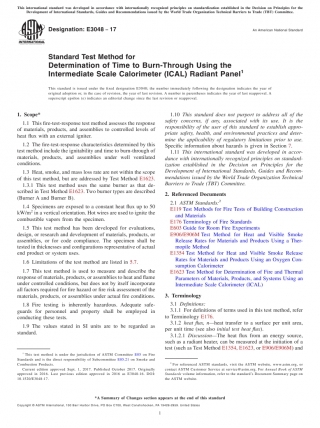 This international standard was developed in accordance with internationally recognized principles on standardization established in the Decision on Principles for the
Development of International Standards, Guides and Recommendations issued by the World Trade Organization Technical Barriers to Trade (TBT) Committee.
Designation: E3048 − 17
An American National Standard
Standard Test Method for
Determination of Time to Burn-Through Using the
Intermediate Scale Calorimeter (ICAL) Radiant Panel1
This standard is issued under the fixed designation E3048; the number immediately following the designation indicates the year of
original adoption or, in the case of revision, the year of last revision. A number in parentheses indicates the year of last reapproval. A
superscript epsilon (ε) indicates an editorial change since the last revision or reapproval.
1. Scope*
1.1 This fire-test-response test method assesses the response
of materials, products, and assemblies to controlled levels of
heat flux with an external igniter.
1.2 The fire-test-response characteristics determined by this
test method include the ignitability and time to burn-through of
materials, products, and assemblies under well ventilated
conditions.
1.3 Heat, smoke, and mass loss rate are not within the scope
of this test method, but are addressed by Test Method E1623.
1.3.1 This test method uses the same burner as that de-
scribed in Test Method E1623. Two burner types are described
(Burner A and Burner B).
1.4 Specimens are exposed to a constant heat flux up to 50
kW/m2 in a vertical orientation. Hot wires are used to ignite the
combustible vapors from the specimen.
1.5 This test method has been developed for evaluations,
design, or research and development of materials, products, or
assemblies, or for code compliance. The specimen shall be
tested in thicknesses and configurations representative of actual
end product or system uses.
1.6 Limitations of the test method are listed in 5.7.
1.7 This test method is used to measure and describe the
response of materials, products, or assemblies to heat and flame
under controlled conditions, but does not by itself incorporate
all factors required for fire hazard or fire risk assessment of the
materials, products, or assemblies under actual fire conditions.
1.8 Fire testing is inherently hazardous. Adequate safe-
guards for personnel and property shall be employed in
conducting these tests.
1.9 The values stated in SI units are to be regarded as
standard.
1 This test method is under the jurisdiction of ASTM Committee E05 on Fire
Standards and is the direct responsibility of Subcommittee E05.21 on Smoke and
Combustion Products.
Current edition approved Sept. 1, 2017. Published October 2017. Originally
approved in 2016. Last previous edition approved in 2016 as
1.10 This standard does not purport to address all of the
safety concerns, if any, associated with its use. It is the
responsibility of the user of this standard to establish appro-
priate safety, health, and environmental practices and deter-
mine the applicability of regulatory limitations prior to use.
Specific information about hazards is given in Section 7.
1.11 This international standard was developed in accor-
dance with internationally recognized principles on standard-
ization established in the Decision on Principles for the
Development of International Standards, Guides and Recom-
mendations issued by the World Trade Organization Technical
Barriers to Trade (TBT) Committee.
2. Referenced Documents
2.1 ASTM Standards:2
E119 Test Methods for Fire Tests of Building Construction
and Materials
E176 Terminology of Fire Standards
E603 Guide for Room Fire Experiments
E906/E906M Test Method for Heat and Visible Smoke
Release Rates for Materials and Products Using a Ther-
mopile Method
E1354 Test Method for Heat and Visible Smoke Release
Rates for Materials and Products Using an Oxygen Con-
sumption Calorimeter
E1623 Test Method for Determination of Fire and Thermal
Parameters of Materials, Products, and Systems Using an
Intermediate Scale Calorimeter (ICAL)
3. Terminology
3.1 Definitions:
3.1.1 For definitions of terms used in this test method, refer
to Terminology E176.
3.1.2 heat flux, n—heat transfer to a surface per unit area,
per unit time (see also initial test heat flux).
3.1.2.1 Discussion—The heat flux from an energy source,
such as a radiant heater, can be measured at the initiation of a
test (such as Test Method E1354, E1623, or E906/E906M) and
2 For referenced ASTM standards, visit the ASTM website, www.astm.org, or
contact ASTM Customer Service at service@astm.org. For Annual Book of ASTM
Standards volume information, refer to the standard's Document Summary page on
the ASTM website.
*A Summary of Changes section appears at the end of this standard
1